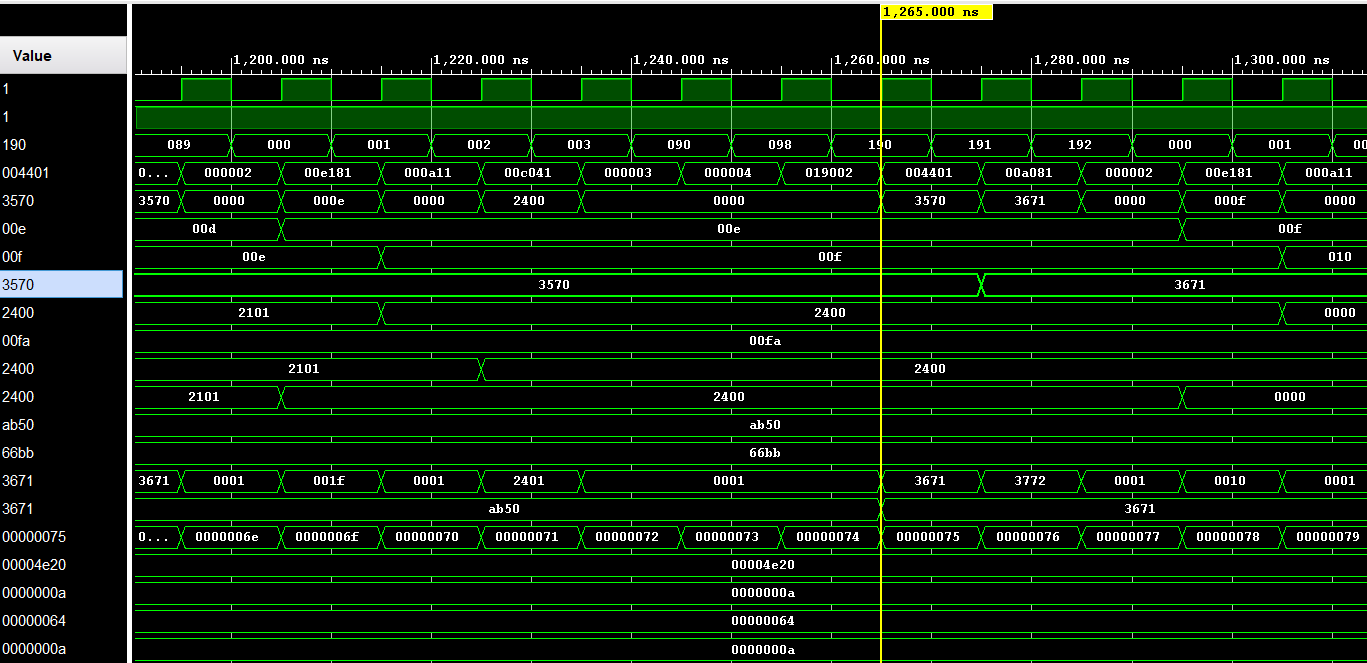 1,265.000 ns
Value
1,200.000 ns 1,220.000 ns 1,240.000 ns 1,260.000 ns 1,280.000 ns 1,300.000 ns
1
1
190 089 000 001 002 003 090 098 190 191 192 000 001 00
004401 0... 000002 00e181 000a11 00c041 000003 000004 019002 004401 00a081 000002 00e181 000a11
3570 3570 0000 000e 0000 2400 0000 3570 3671 0000 000f 0000
00e 00d 00e 00f
00f 00e 00f 010
3570 3570 3671
2400 2101 2400 0000
00fa 00fa
2400 2101 2400
2400 2101 2400 0000
ab50 ab50
66bb 66bb
3671 3671 0001 001f 0001 2401 0001 3671 3772 0001 0010 0001
3671 ab50 3671
00000075 0... 0000006e 0000006f 00000070 00000071 00000072 00000073 00000074 00000075 00000076 00000077 00000078 00000079
00004e20 00004e20
0000000a 0000000a
00000064 00000064
0000000a 0000000a